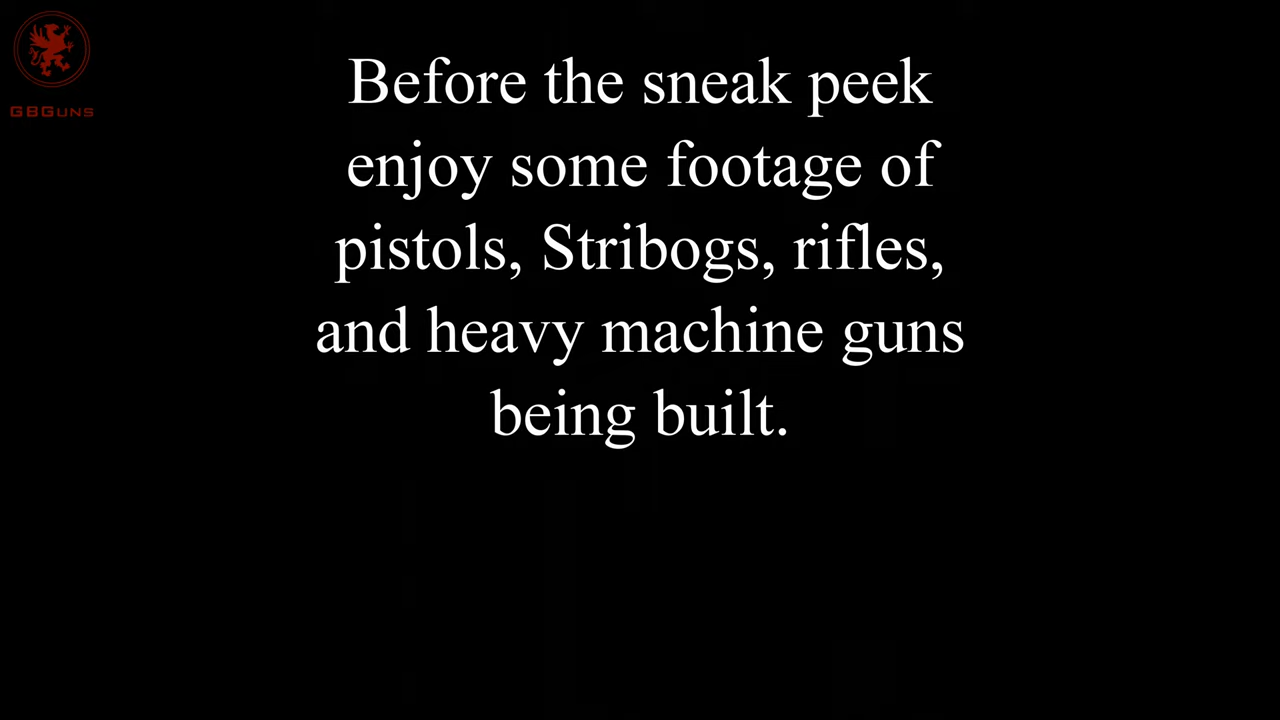 GBGUNS
Before the sneak peek
enjoy some footage of
pistols, Stribogs, rifles,
and heavy machine guns
being built.